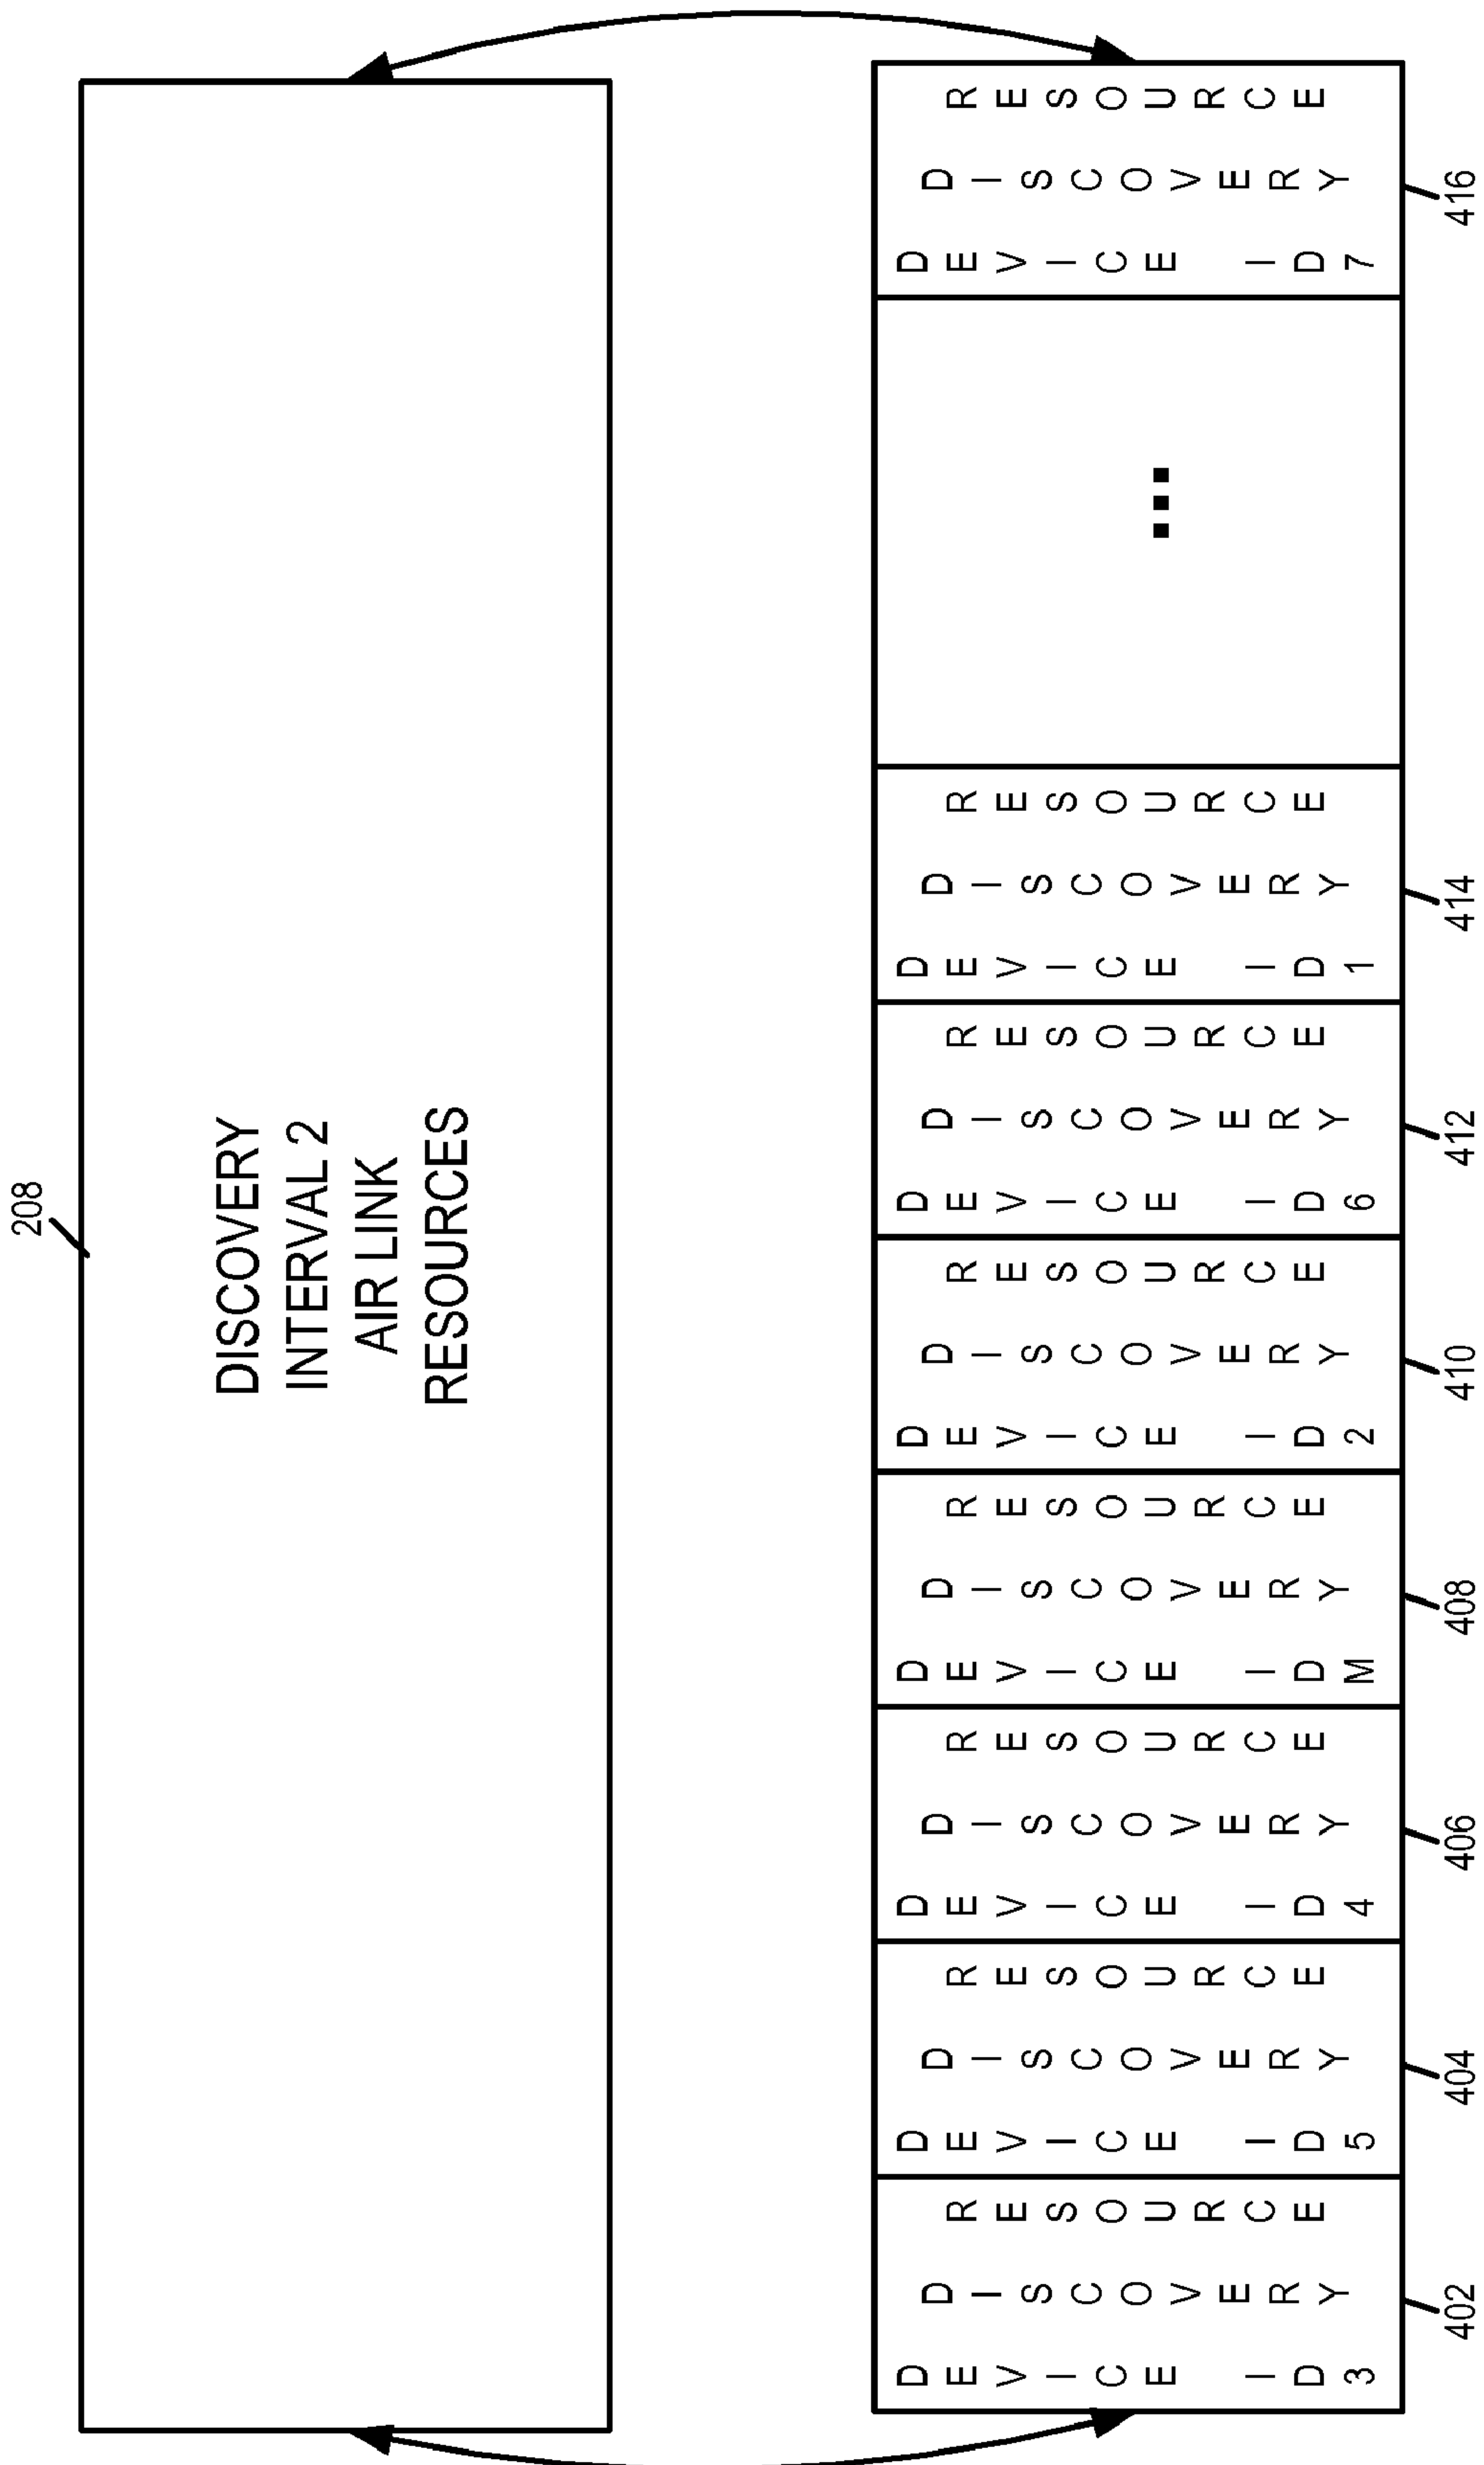 208
DISCOVERY
INTERVAL 2
AIR LINK
RESOURCES
DEVICE ID 3
DISCOVERY
RESOURCE
DEVICE ID 5
DISCOVERY
RESOURCE
DEVICE ID 4
DISCOVERY
RESOURCE
DEVICE ID M
DISCOVERY
RESOURCE
DEVICE ID 2
DISCOVERY
RESOURCE
DEVICE ID 6
DISCOVERY
RESOURCE
DEVICE ID 1
DISCOVERY
RESOURCE
...
DEVICE ID 7
DISCOVERY
RESOURCE
402
404
406
408
410
412
414
416